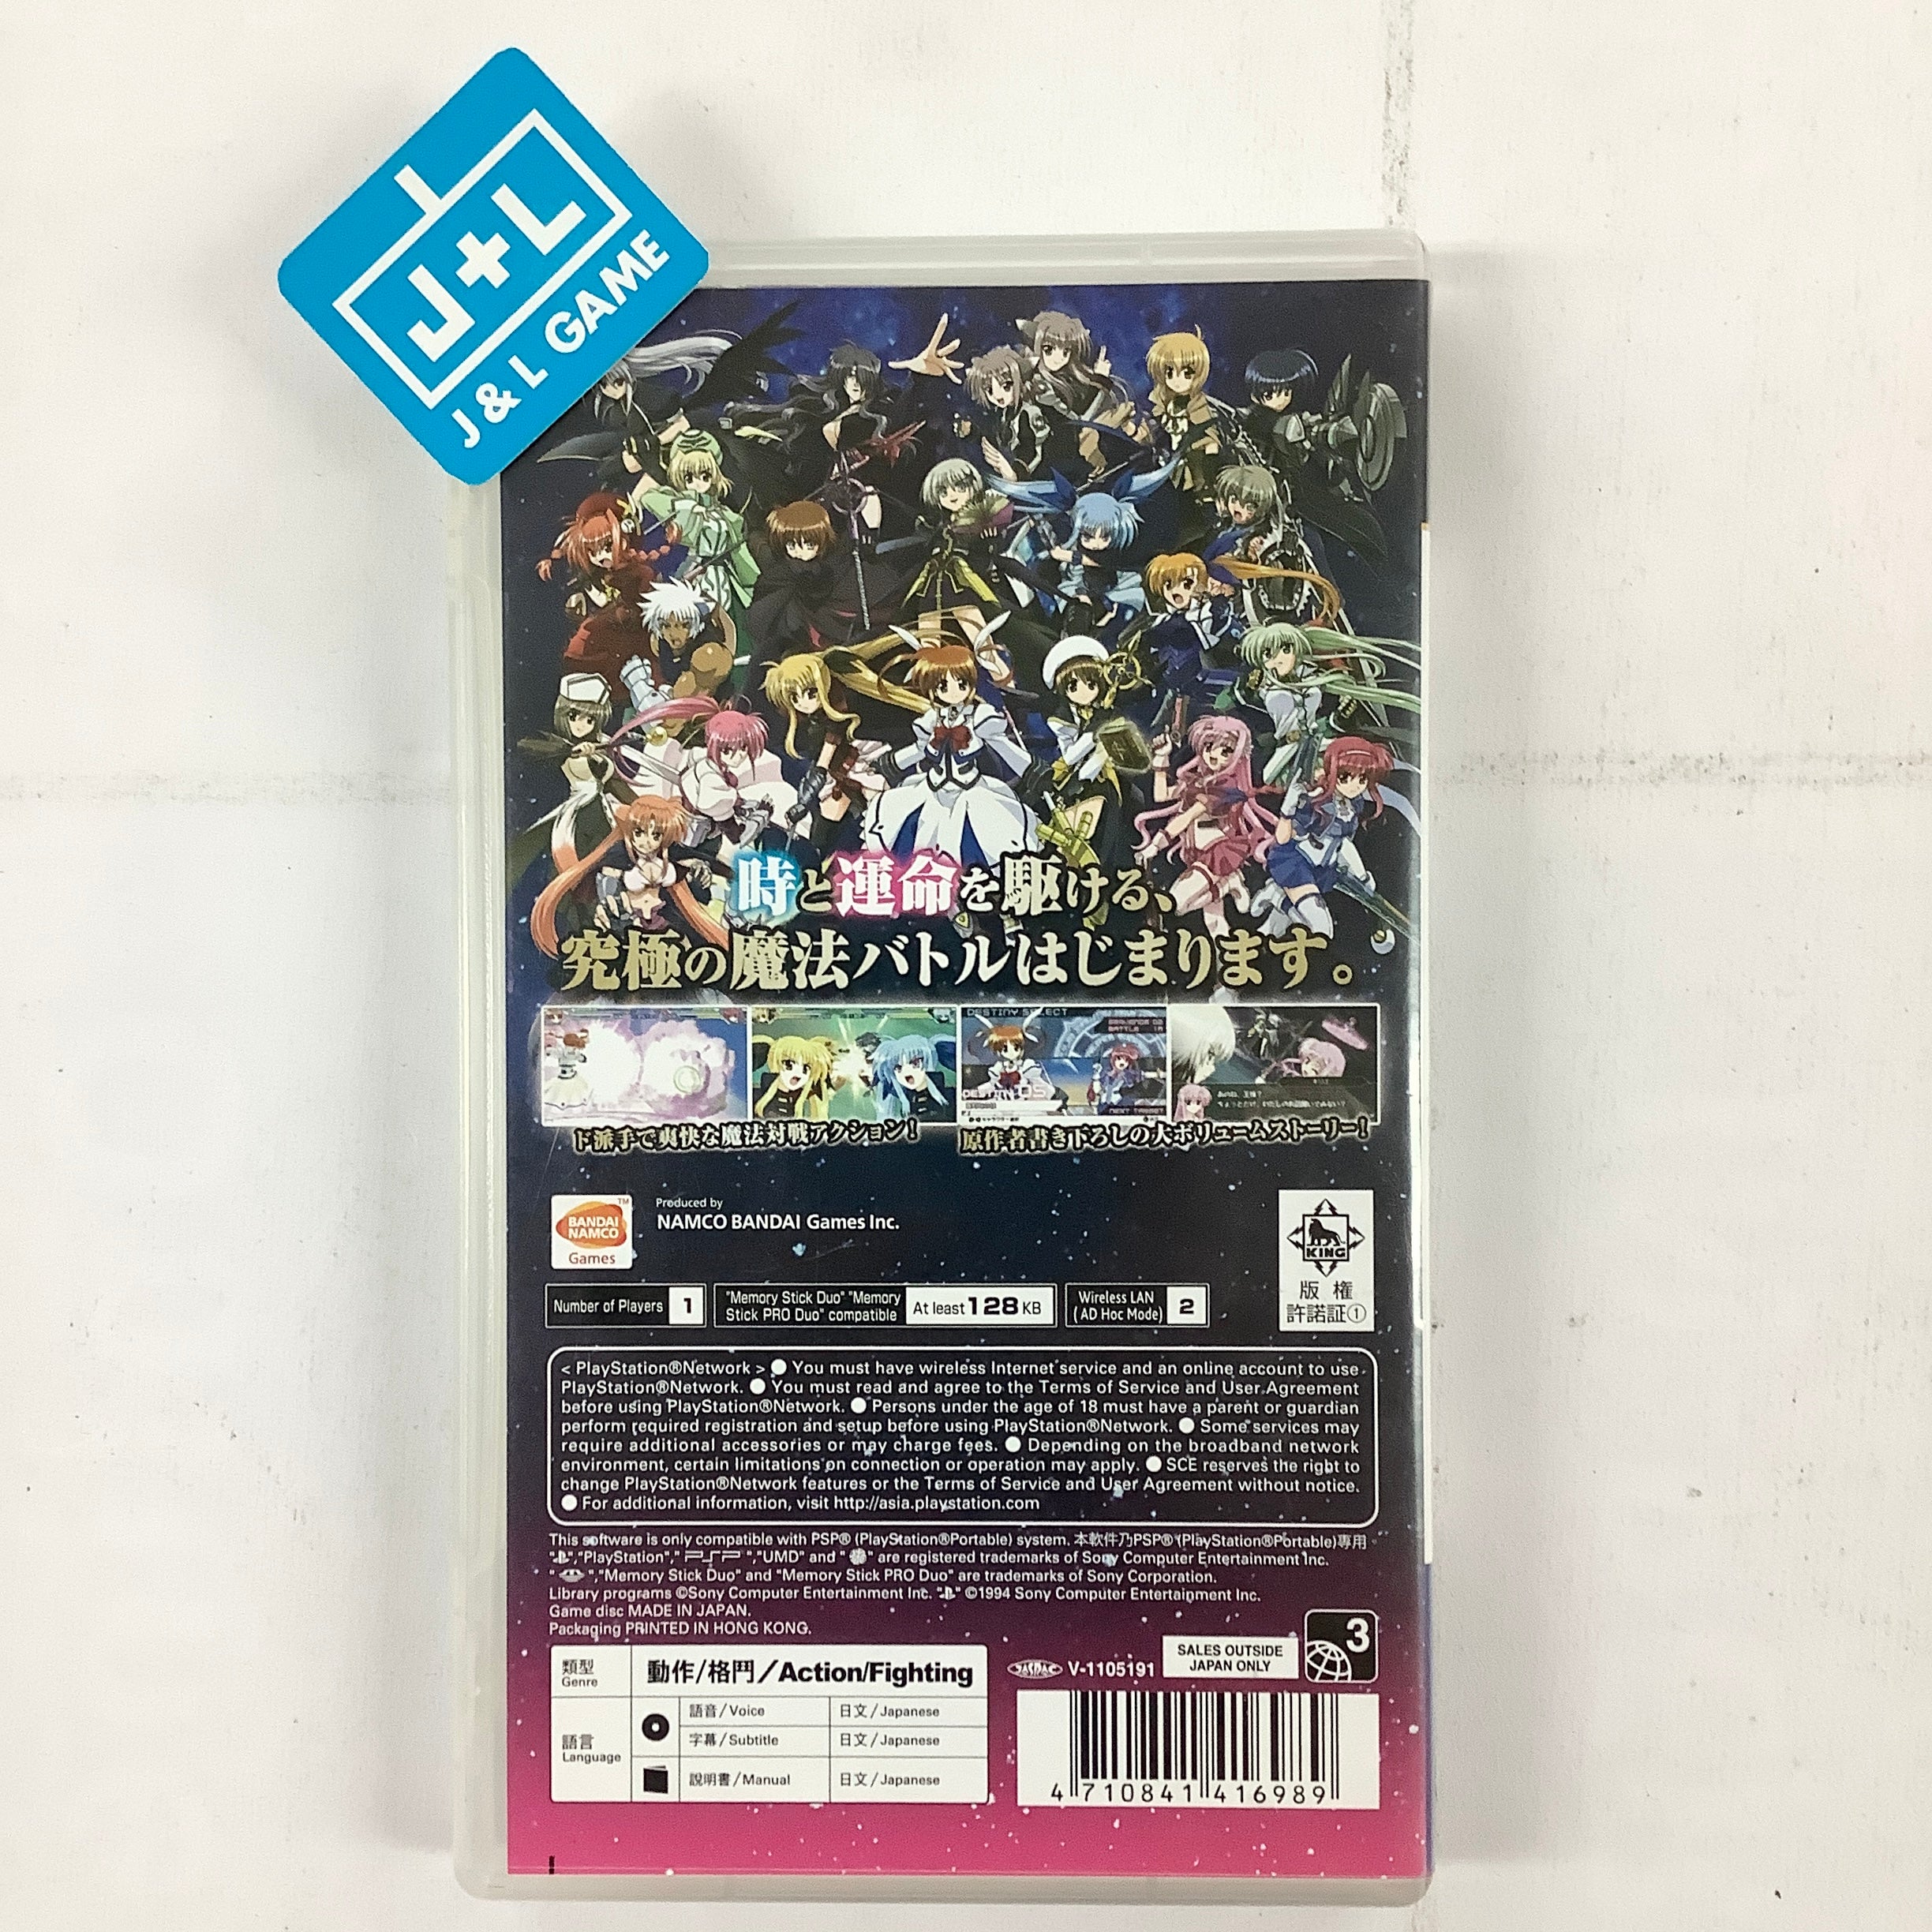 J+L
J & L GAME
時と運命を駆ける、
究極の魔法バトルはじまります。
DESTINY SELECT
NEXT TARGET
ド派手で爽快な魔法対戦アクション！
原作者書き下ろしの大ボリュームストーリー！
BANDAI NAMCO Games
TM
Produced by
NAMCO BANDAI Games Inc.
KING
版権
許諾証①
Number of Players 1
"Memory Stick Duo" "Memory
Stick PRO Duo" compatible
At least 128 KB
Wireless LAN
(AD Hoc Mode) 2
< PlayStation®Network > ● You must have wireless Internet service and an online account to use
PlayStation®Network. ● You must read and agree to the Terms of Service and User Agreement
before using PlayStation®Network. ● Persons under the age of 18 must have a parent or guardian
perform required registration and setup before using PlayStation®Network. ● Some services may
require additional accessories or may charge fees. ● Depending on the broadband network
environment, certain limitations on connection or operation may apply. ● SCE reserves the right to
change PlayStation®Network features or the Terms of Service and User Agreement without notice.
● For additional information, visit http://asia.playstation.com
This software is only compatible with PSP® (PlayStation®Portable) system. 本軟件乃PSP® (PlayStation®Portable)專用。
" ","PlayStation"," PSP ","UMD" and " " are registered trademarks of Sony Computer Entertainment Inc.
" ","Memory Stick Duo" and "Memory Stick PRO Duo" are trademarks of Sony Corporation.
Library programs ©Sony Computer Entertainment Inc. " " ©1994 Sony Computer Entertainment Inc.
Game disc MADE IN JAPAN.
Packaging PRINTED IN HONG KONG.
類型
Genre
動作/格鬥／Action/Fighting
語言
Language
語音/Voice 日文/Japanese
字幕/Subtitle 日文/Japanese
說明書/Manual 日文/Japanese
JASRAC V-1105191
SALES OUTSIDE
JAPAN ONLY
3
4 710841 416989